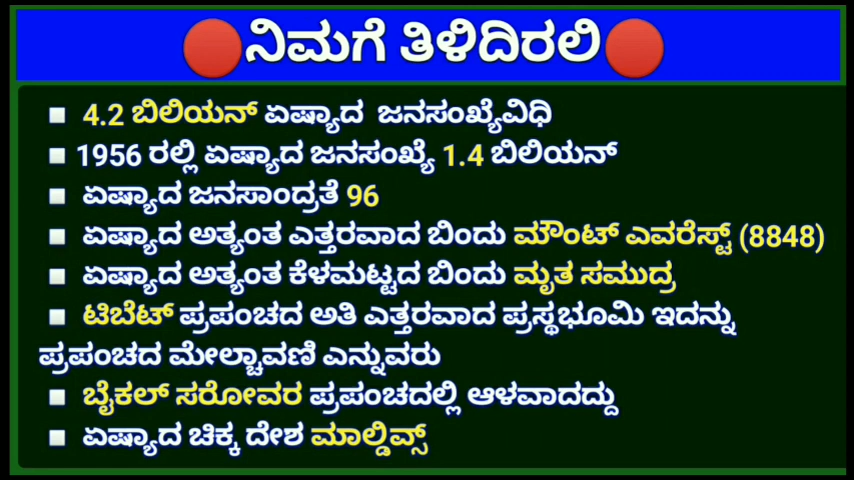 ನಿಮಗೆ ತಿಳಿದಿರಲಿ
4.2 ಬಿಲಿಯನ್ ಏಷ್ಯಾದ ಜನಸಂಖ್ಯೆವಿಧಿ
1956 ರಲ್ಲಿ ಏಷ್ಯಾದ ಜನಸಂಖ್ಯೆ 1.4 ಬಿಲಿಯನ್
ಏಷ್ಯಾದ ಜನಸಾಂದ್ರತೆ 96
ಏಷ್ಯಾದ ಅತ್ಯಂತ ಎತ್ತರವಾದ ಬಿಂದು ಮೌಂಟ್ ಎವರೆಸ್ಟ್ (8848)
ಏಷ್ಯಾದ ಅತ್ಯಂತ ಕೆಳಮಟ್ಟದ ಬಿಂದು ಮೃತ ಸಮುದ್ರ
ಟಿಬೆಟ್ ಪ್ರಪಂಚದ ಅತಿ ಎತ್ತರವಾದ ಪ್ರಸ್ಥಭೂಮಿ ಇದನ್ನು
ಪ್ರಪಂಚದ ಮೇಲ್ಚಾವಣಿ ಎನ್ನುವರು
ಬೈಕಲ್ ಸರೋವರ ಪ್ರಪಂಚದಲ್ಲಿ ಆಳವಾದದ್ದು
ಏಷ್ಯಾದ ಚಿಕ್ಕ ದೇಶ ಮಾಲ್ಡಿವ್ಸ್